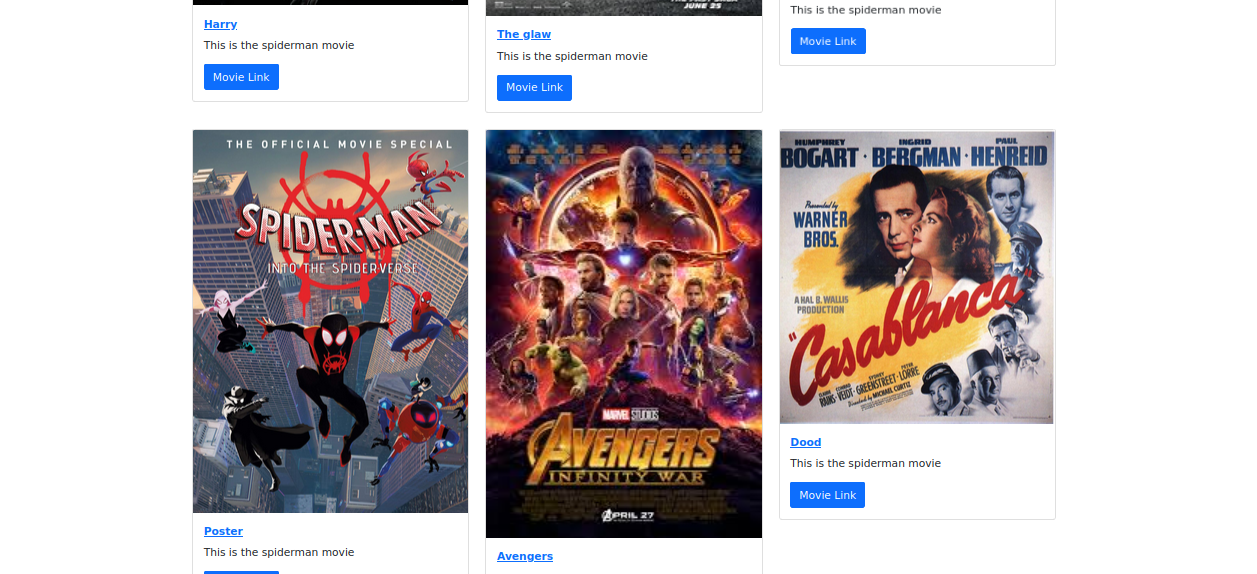 JUNE 25
This is the spiderman movie
Harry
This is the spiderman movie
Movie Link
The glaw
This is the spiderman movie
Movie Link
Movie Link
THE OFFICIAL MOVIE SPECIAL
SPIDER-MAN
INTO THE SPIDERVERSE
MARVEL STUDIOS
AVENGERS
INFINITY WAR
APRIL 27
HUMPHREY INGRID PAUL
BOGART · BERGMAN · HENREID
Presented by
WARNER
BROS.
A HAL B. WALLIS
PRODUCTION
"Casablanca"
CLAUDE CONRAD SYDNEY PETER
RAINS · VEIDT · GREENSTREET · LORRE
Directed by MICHAEL CURTIZ
Dood
This is the spiderman movie
Movie Link
Poster
This is the spiderman movie
Avengers